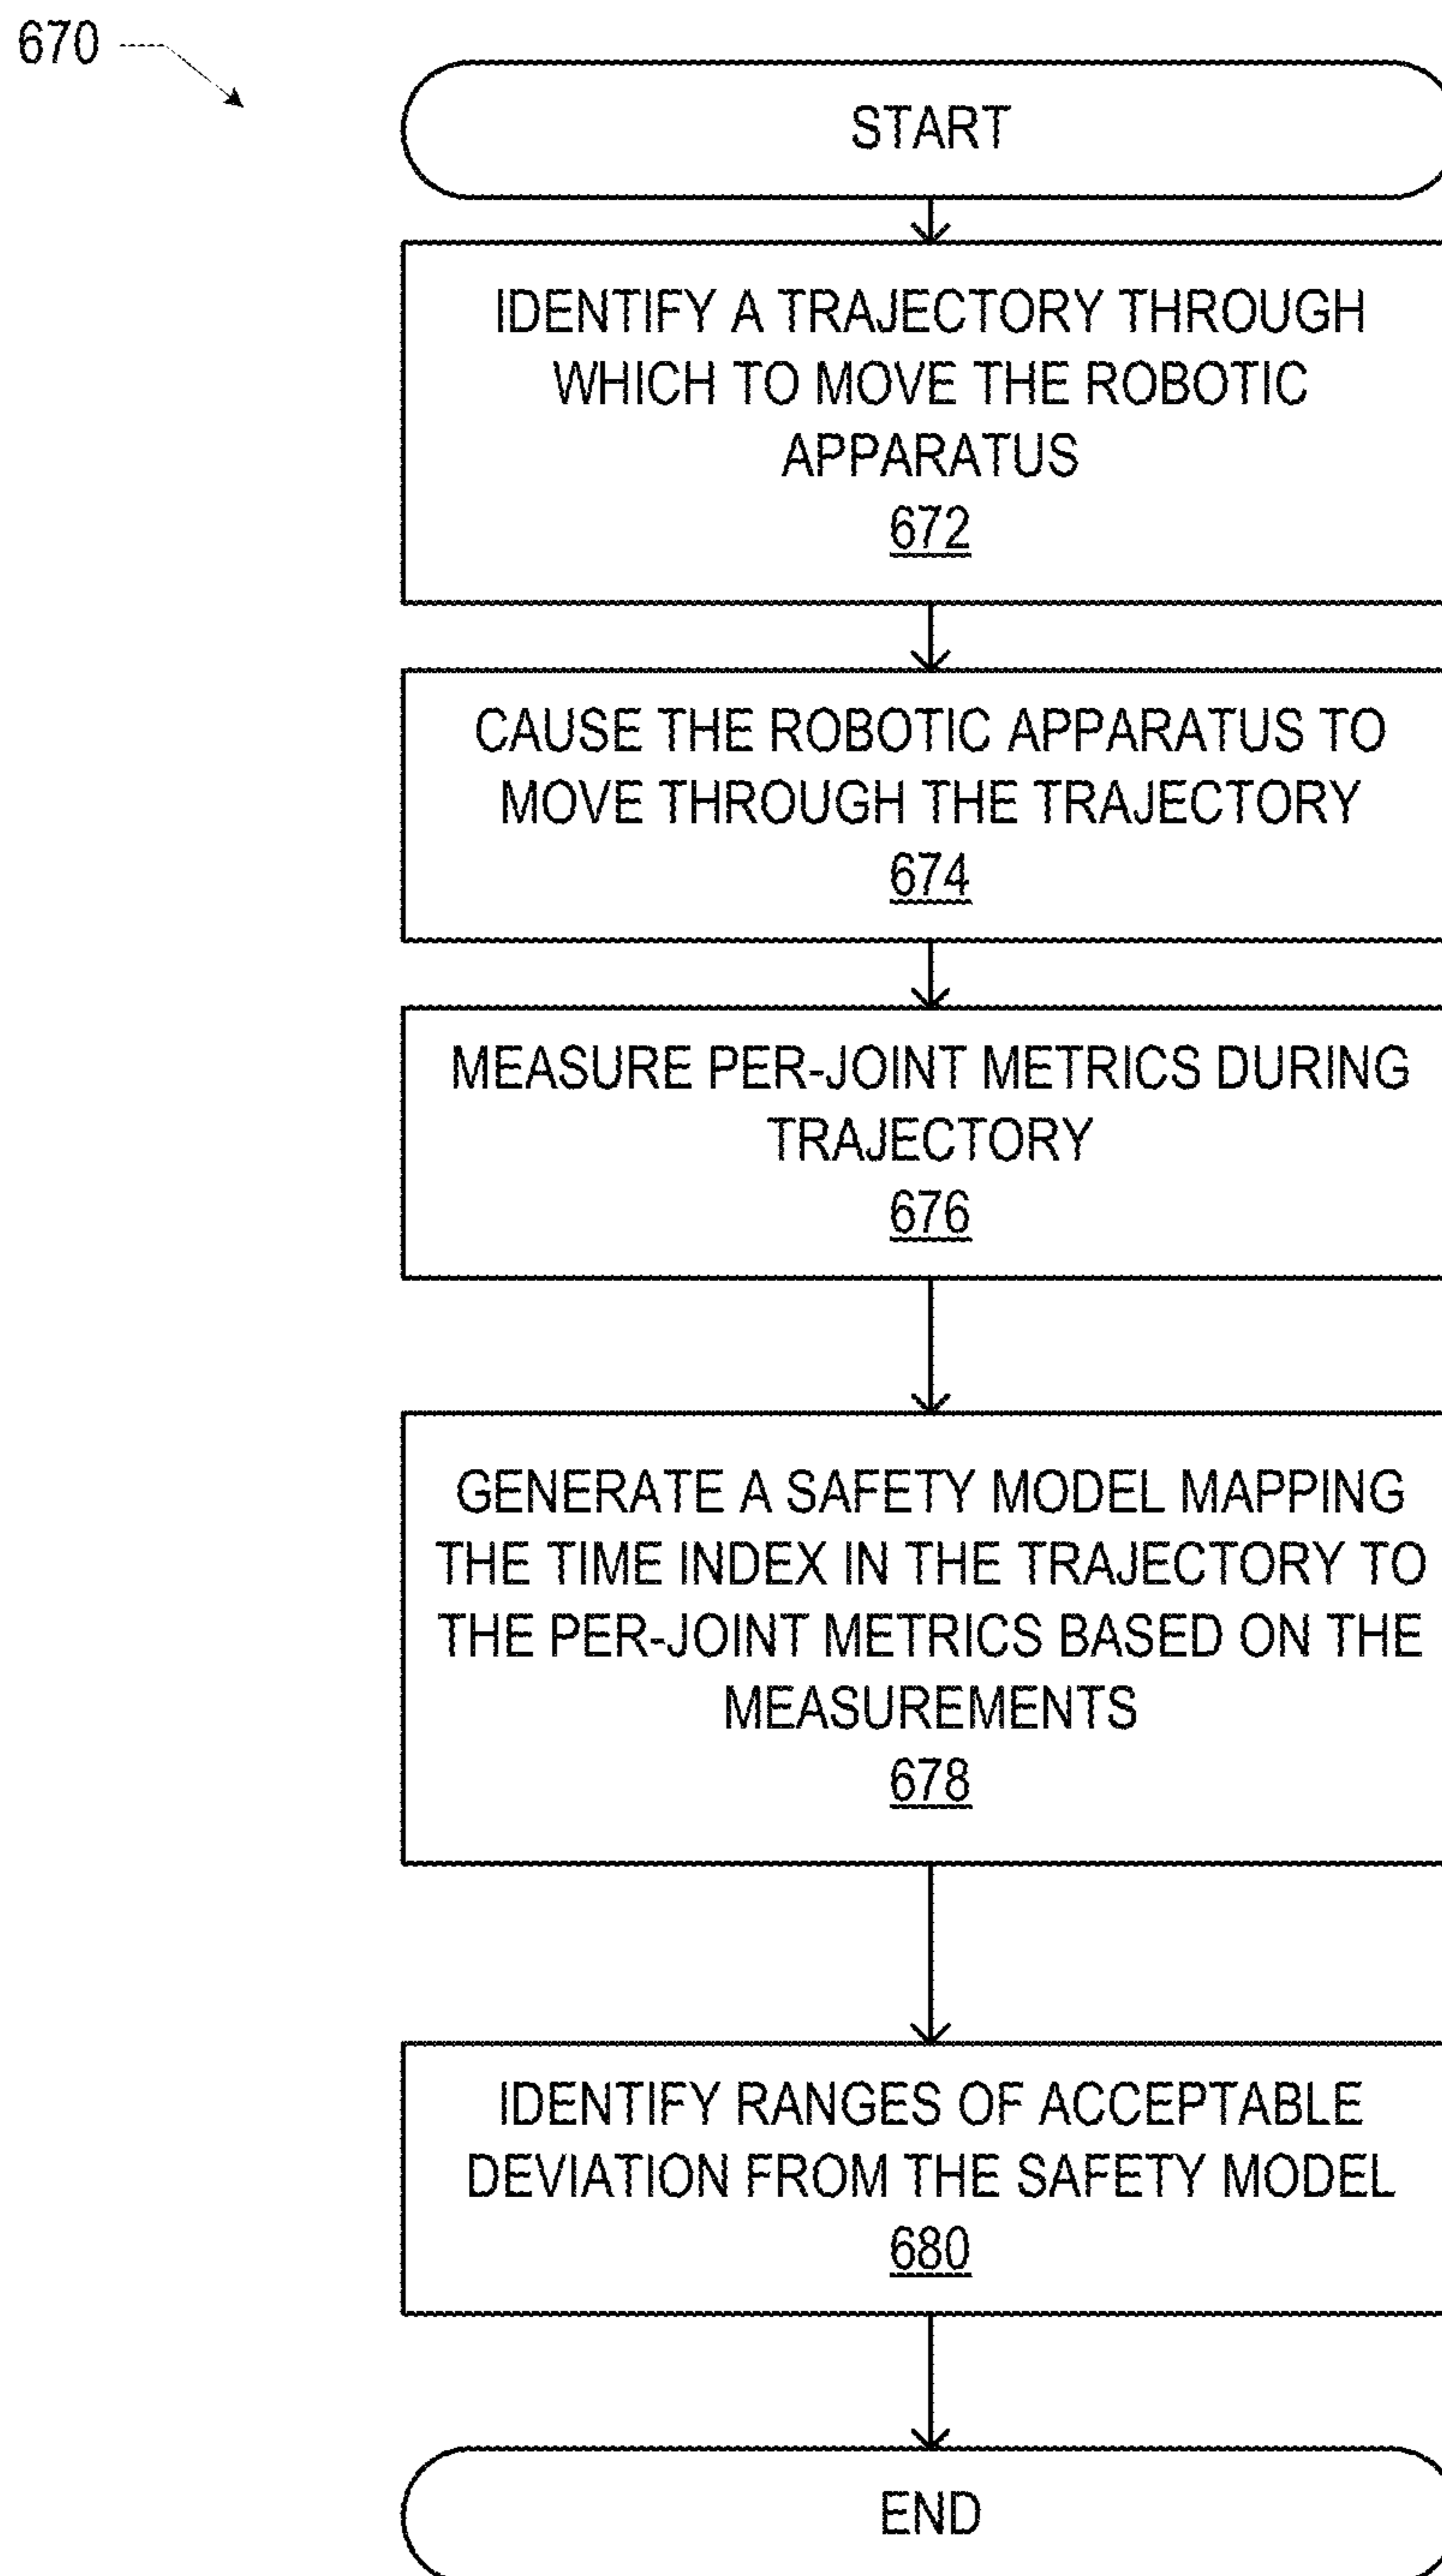 670
START
IDENTIFY A TRAJECTORY THROUGH
WHICH TO MOVE THE ROBOTIC
APPARATUS
672
CAUSE THE ROBOTIC APPARATUS TO
MOVE THROUGH THE TRAJECTORY
674
MEASURE PER-JOINT METRICS DURING
TRAJECTORY
676
GENERATE A SAFETY MODEL MAPPING
THE TIME INDEX IN THE TRAJECTORY TO
THE PER-JOINT METRICS BASED ON THE
MEASUREMENTS
678
IDENTIFY RANGES OF ACCEPTABLE
DEVIATION FROM THE SAFETY MODEL
680
END